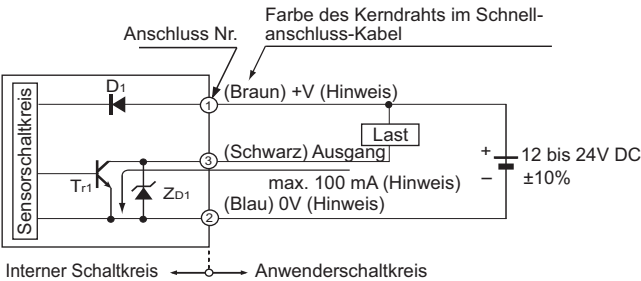 Farbe des Kerndrahts im Schnell-
anschluss-Kabel
Anschluss Nr.
Sensorschaltkreis
D1
1
(Braun) +V (Hinweis)
Last
3
(Schwarz) Ausgang
Tr1
ZD1
max. 100 mA (Hinweis)
2
(Blau) 0V (Hinweis)
+
12 bis 24V DC
–
±10%
Interner Schaltkreis
Anwenderschaltkreis